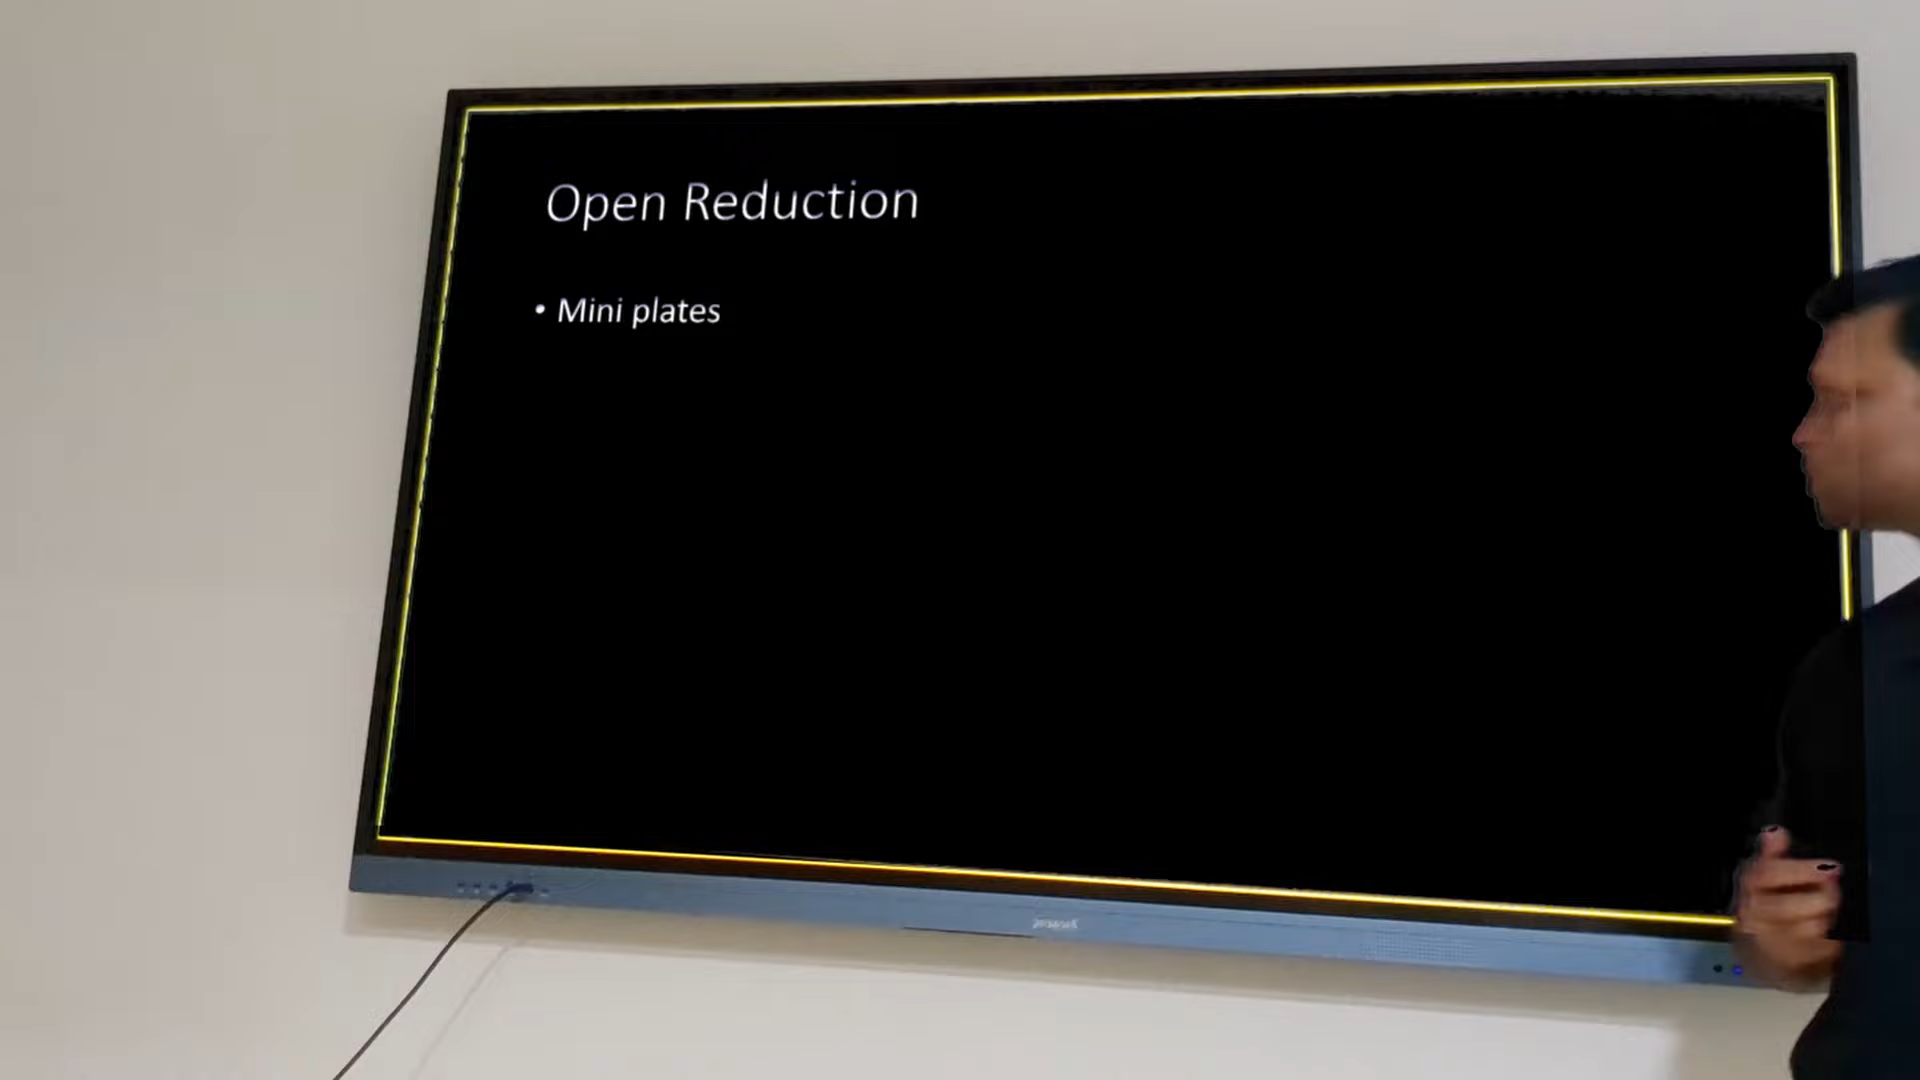 Open Reduction
• Mini plates